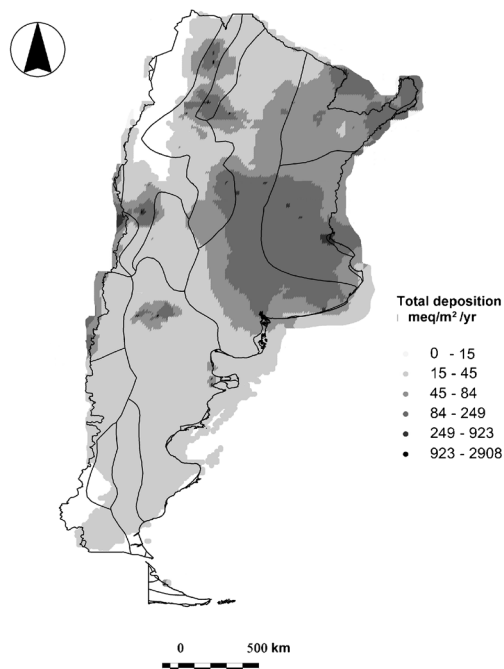 Total deposition
meq/m² /yr
0 - 15
15 - 45
45 - 84
84 - 249
249 - 923
923 - 2908
0 500 km